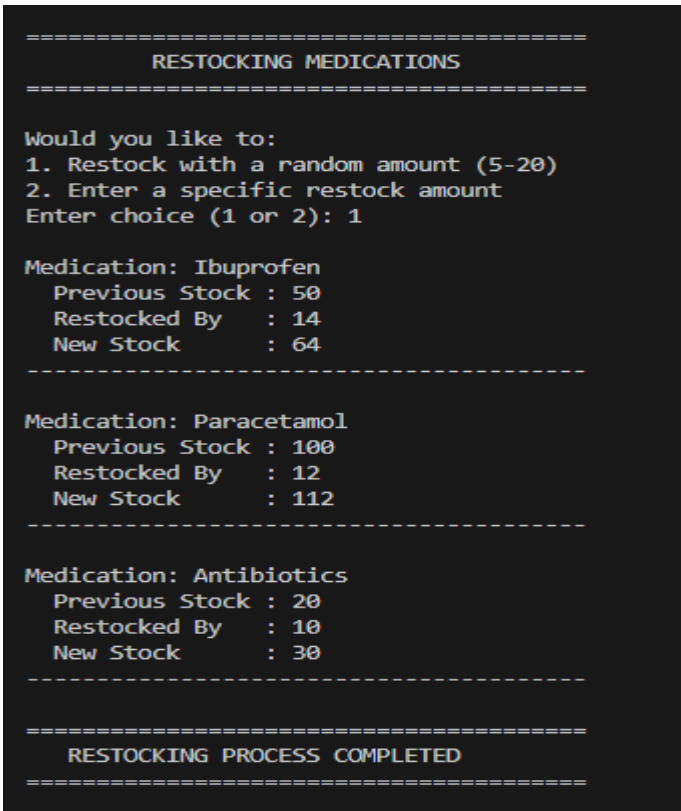 ========================================
RESTOCKING MEDICATIONS
========================================
Would you like to:
1. Restock with a random amount (5-20)
2. Enter a specific restock amount
Enter choice (1 or 2): 1
Medication: Ibuprofen
Previous Stock : 50
Restocked By   : 14
New Stock      : 64
----------------------------------------
Medication: Paracetamol
Previous Stock : 100
Restocked By   : 12
New Stock      : 112
----------------------------------------
Medication: Antibiotics
Previous Stock : 20
Restocked By   : 10
New Stock      : 30
----------------------------------------
========================================
RESTOCKING PROCESS COMPLETED
========================================